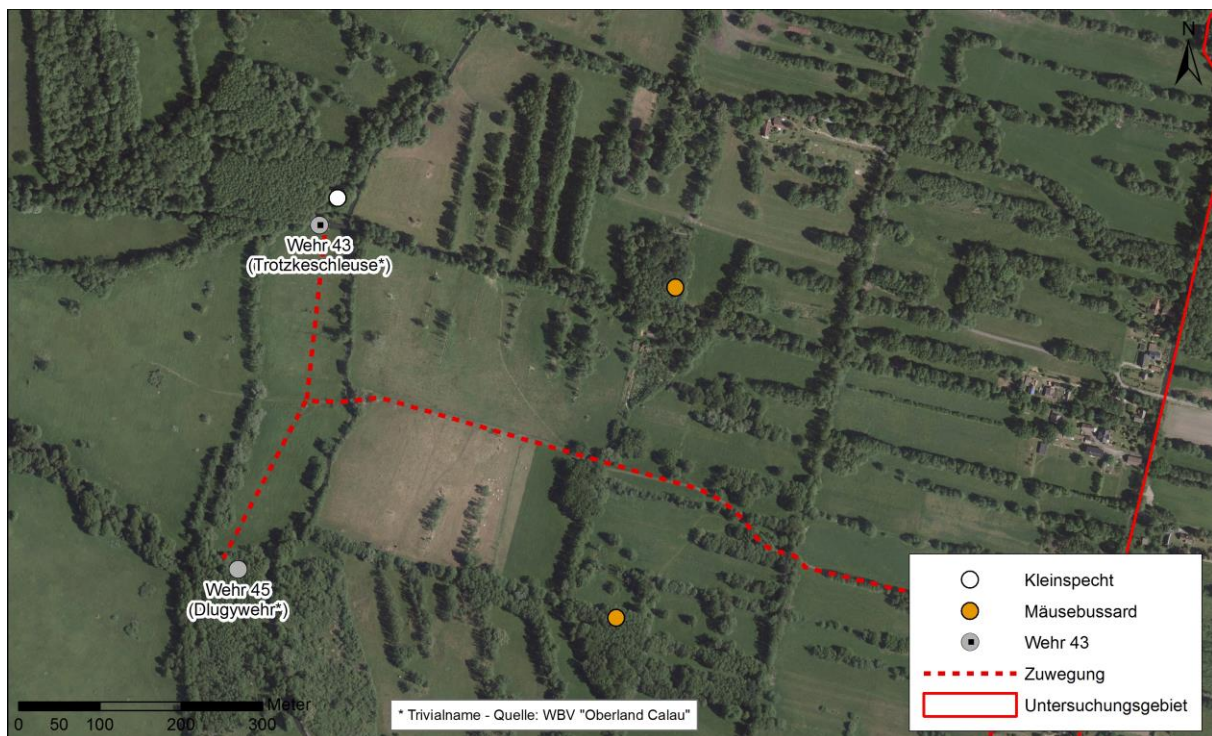 N
Wehr 43
(Trotzkeschleuse*)
Wehr 45
(Dlugywehr*)
Meter
0 50 100 200 300
* Trivialname - Quelle: WBV "Oberland Calau"
Kleinspecht
Mäusebussard
Wehr 43
Zuwegung
Untersuchungsgebiet